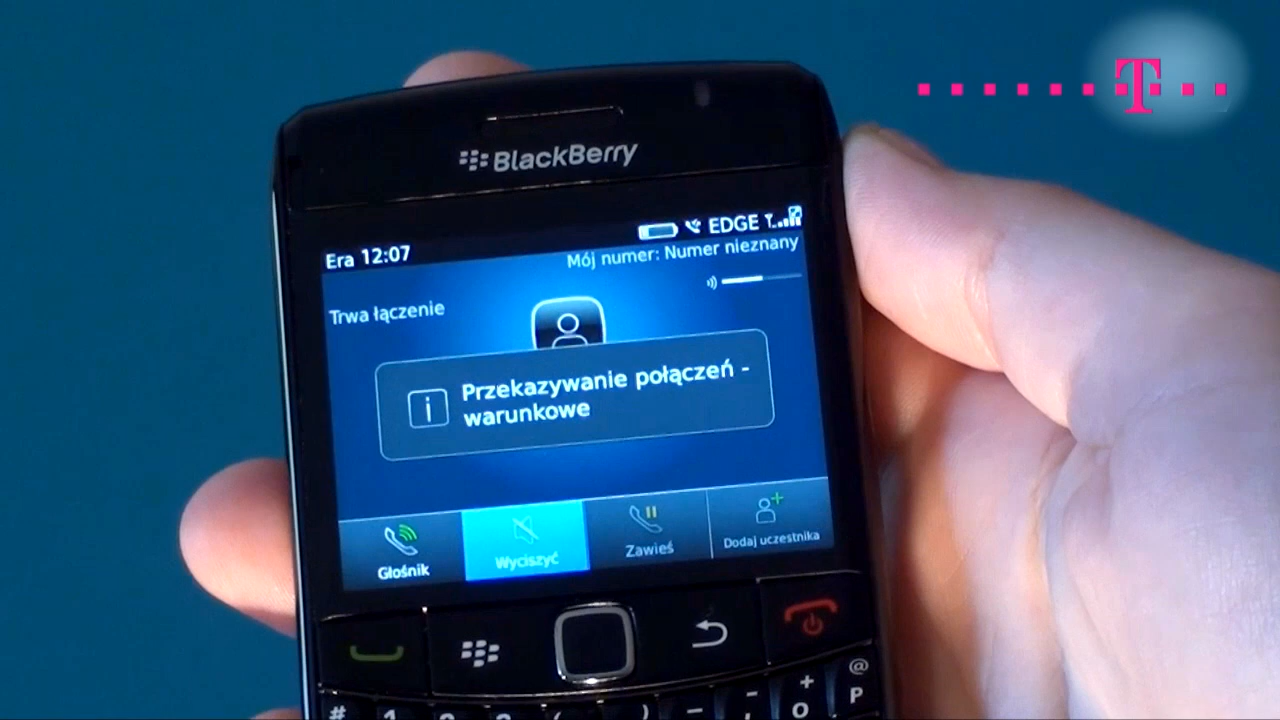 T
BlackBerry
EDGE
Era 12:07
Mój numer: Numer nieznany
Trwa łączenie
Przekazywanie połączeń -
warunkowe
Głośnik
Wyciszyć
Zawieś
Dodaj uczestnika
@
+
P
#
1
(
)
-
O